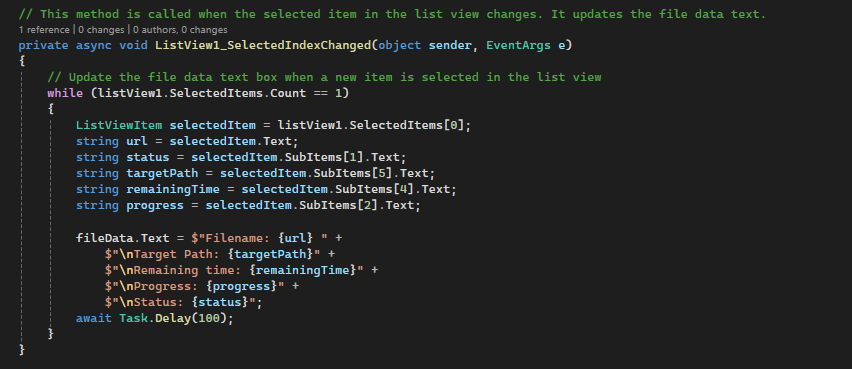 // This method is called when the selected item in the list view changes. It updates the file data text.
1 reference | 0 changes | 0 authors, 0 changes
private async void ListView1_SelectedIndexChanged(object sender, EventArgs e)
{
    // Update the file data text box when a new item is selected in the list view
    while (listView1.SelectedItems.Count == 1)
    {
        ListViewItem selectedItem = listView1.SelectedItems[0];
        string url = selectedItem.Text;
        string status = selectedItem.SubItems[1].Text;
        string targetPath = selectedItem.SubItems[5].Text;
        string remainingTime = selectedItem.SubItems[4].Text;
        string progress = selectedItem.SubItems[2].Text;

        fileData.Text = $"Filename: {url} " +
            $"\nTarget Path: {targetPath}" +
            $"\nRemaining time: {remainingTime}" +
            $"\nProgress: {progress}" +
            $"\nStatus: {status}";
        await Task.Delay(100);
    }
}